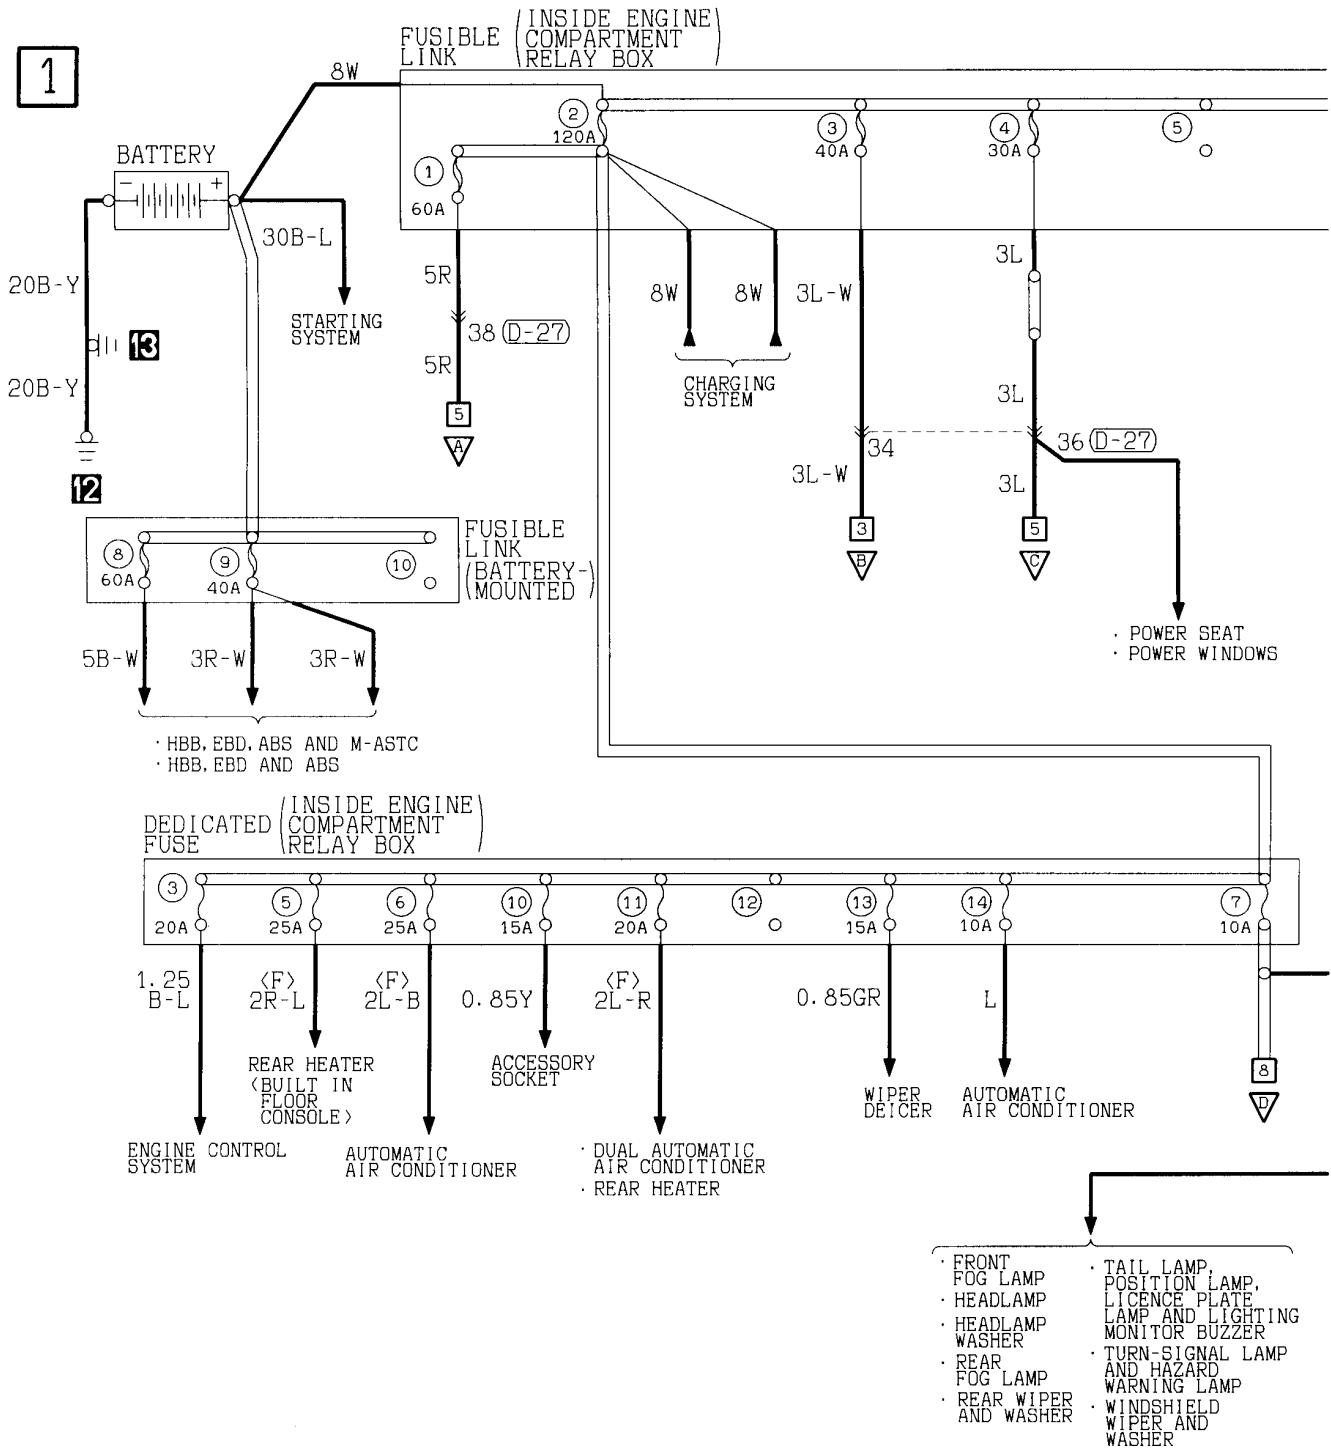 1
FUSIBLE
LINK
(INSIDE ENGINE
COMPARTMENT
RELAY BOX)
8W
2
120A
3
40A
4
30A
5
1
60A
BATTERY
-
+
30B-L
STARTING
SYSTEM
20B-Y
13
20B-Y
12
5R
38 (D-27)
5R
5
A
8W
8W
CHARGING
SYSTEM
3L-W
34
3L-W
3
B
3L
3L
36 (D-27)
3L
5
C
· POWER SEAT
· POWER WINDOWS
8
60A
9
40A
10
FUSIBLE
LINK
(BATTERY-
MOUNTED)
5B-W
3R-W
3R-W
· HBB, EBD, ABS AND M-ASTC
· HBB, EBD AND ABS
DEDICATED
FUSE
(INSIDE ENGINE
COMPARTMENT
RELAY BOX)
3
20A
5
25A
6
25A
10
15A
11
20A
12
13
15A
14
10A
7
10A
1.25
B-L
<F>
2R-L
<F>
2L-B
0.85Y
<F>
2L-R
0.85GR
L
ENGINE CONTROL
SYSTEM
REAR HEATER
<BUILT IN
FLOOR
CONSOLE>
AUTOMATIC
AIR CONDITIONER
ACCESSORY
SOCKET
· DUAL AUTOMATIC
AIR CONDITIONER
· REAR HEATER
WIPER
DEICER
AUTOMATIC
AIR CONDITIONER
8
D
· FRONT
FOG LAMP
· HEADLAMP
· HEADLAMP
WASHER
· REAR
FOG LAMP
· REAR WIPER
AND WASHER
· TAIL LAMP,
POSITION LAMP,
LICENCE PLATE
LAMP AND LIGHTING
MONITOR BUZZER
· TURN-SIGNAL LAMP
AND HAZARD
WARNING LAMP
· WINDSHIELD
WIPER AND
WASHER